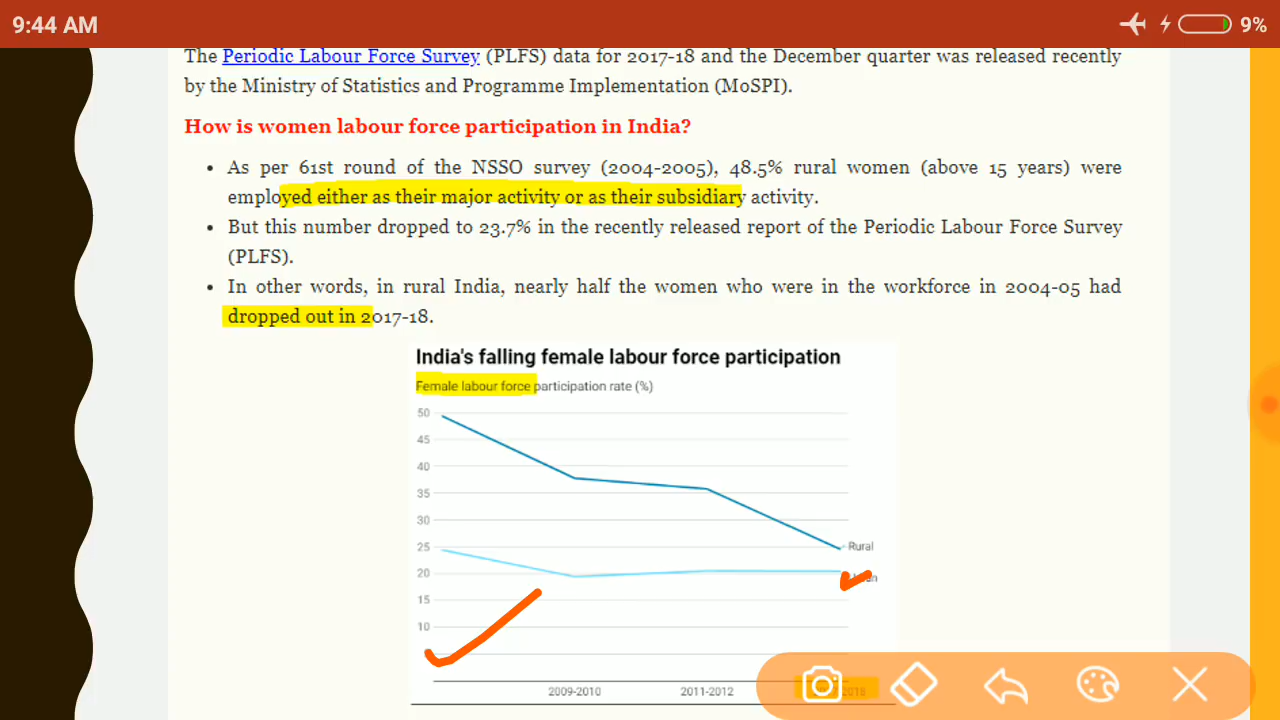 9:44 AM
9%
The Periodic Labour Force Survey (PLFS) data for 2017-18 and the December quarter was released recently
by the Ministry of Statistics and Programme Implementation (MoSPI).
How is women labour force participation in India?
• As per 61st round of the NSSO survey (2004-2005), 48.5% rural women (above 15 years) were
employed either as their major activity or as their subsidiary activity.
• But this number dropped to 23.7% in the recently released report of the Periodic Labour Force Survey
(PLFS).
• In other words, in rural India, nearly half the women who were in the workforce in 2004-05 had
dropped out in 2017-18.
India's falling female labour force participation
Female labour force participation rate (%)
50
45
40
35
30
25
Rural
20
15
10
2009-2010
2011-2012
2018